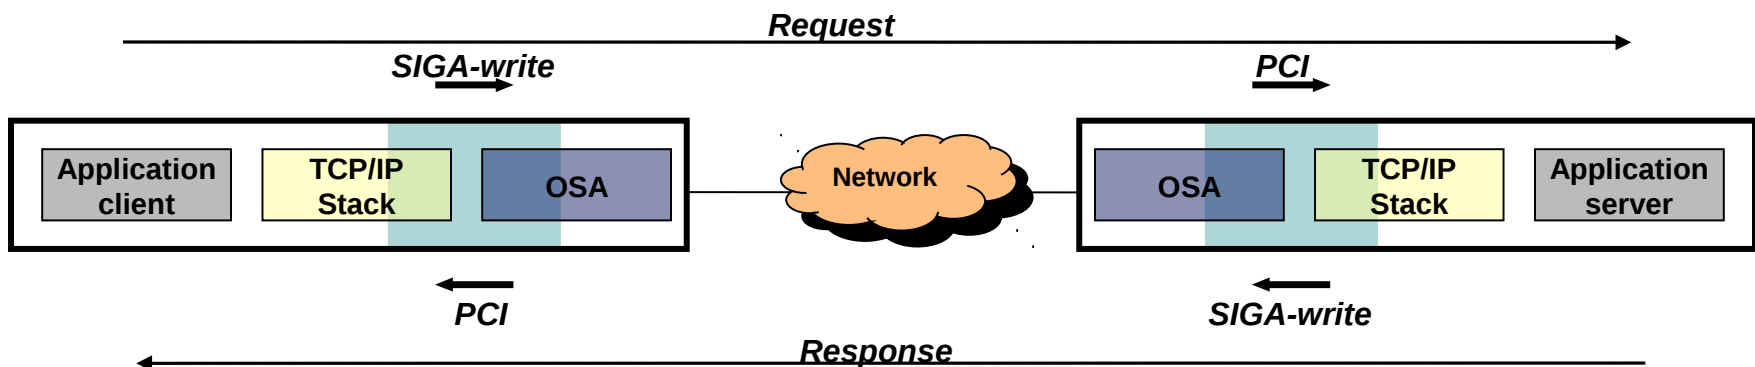 Request
SIGA-write
PCI
Application
client
TCP/IP
Stack
OSA
Network
OSA
TCP/IP
Stack
Application
server
PCI
SIGA-write
Response